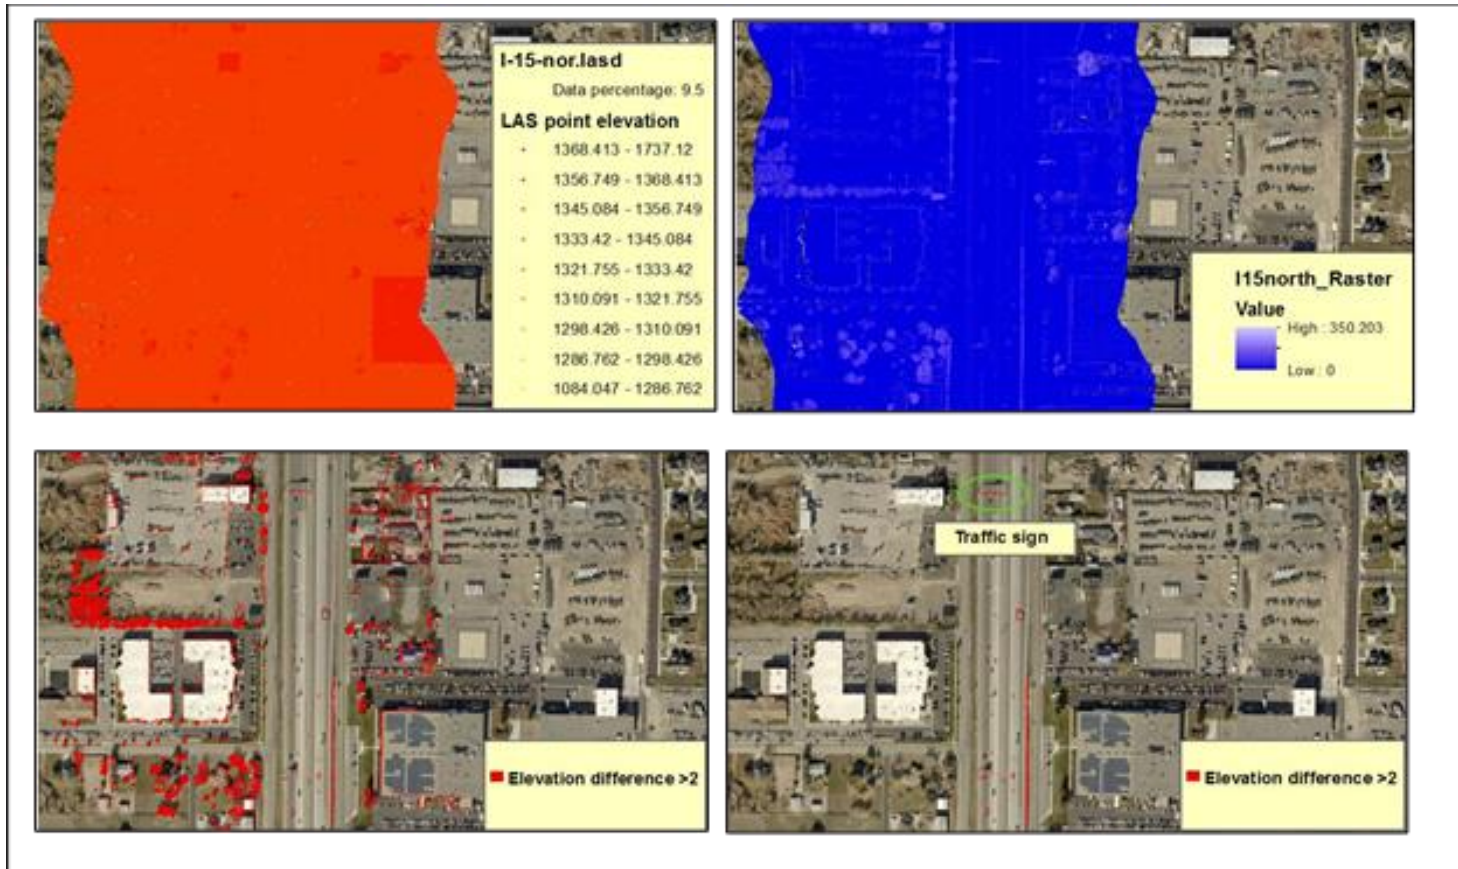 I-15-nor.lasd
Data percentage: 9.5
LAS point elevation
1368.413 - 1737.12
1356.749 - 1368.413
1345.084 - 1356.749
1333.42 - 1345.084
1321.755 - 1333.42
1310.091 - 1321.755
1298.426 - 1310.091
1286.762 - 1298.426
1084.047 - 1286.762
I15north_Raster
Value
High : 350.203
Low : 0
Elevation difference >2
Traffic sign
Elevation difference >2